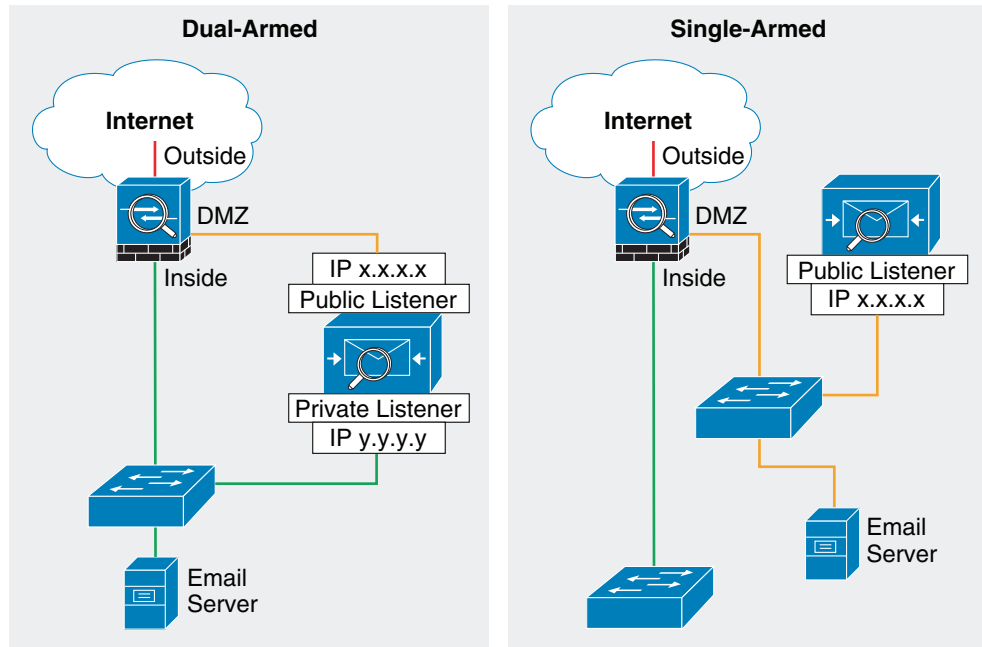 Dual-Armed
Internet
Outside
DMZ
Inside
IP x.x.x.x
Public Listener
Private Listener
IP y.y.y.y
Email
Server
Single-Armed
Internet
Outside
DMZ
Inside
Public Listener
IP x.x.x.x
Email
Server